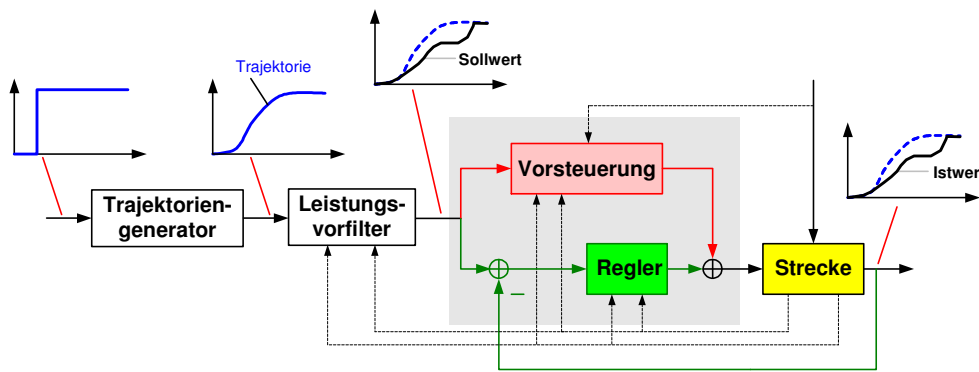 Sollwert
Trajektorie
Vorsteuerung
Istwer
Trajektorien-
generator
Leistungs-
vorfilter
Regler
Strecke